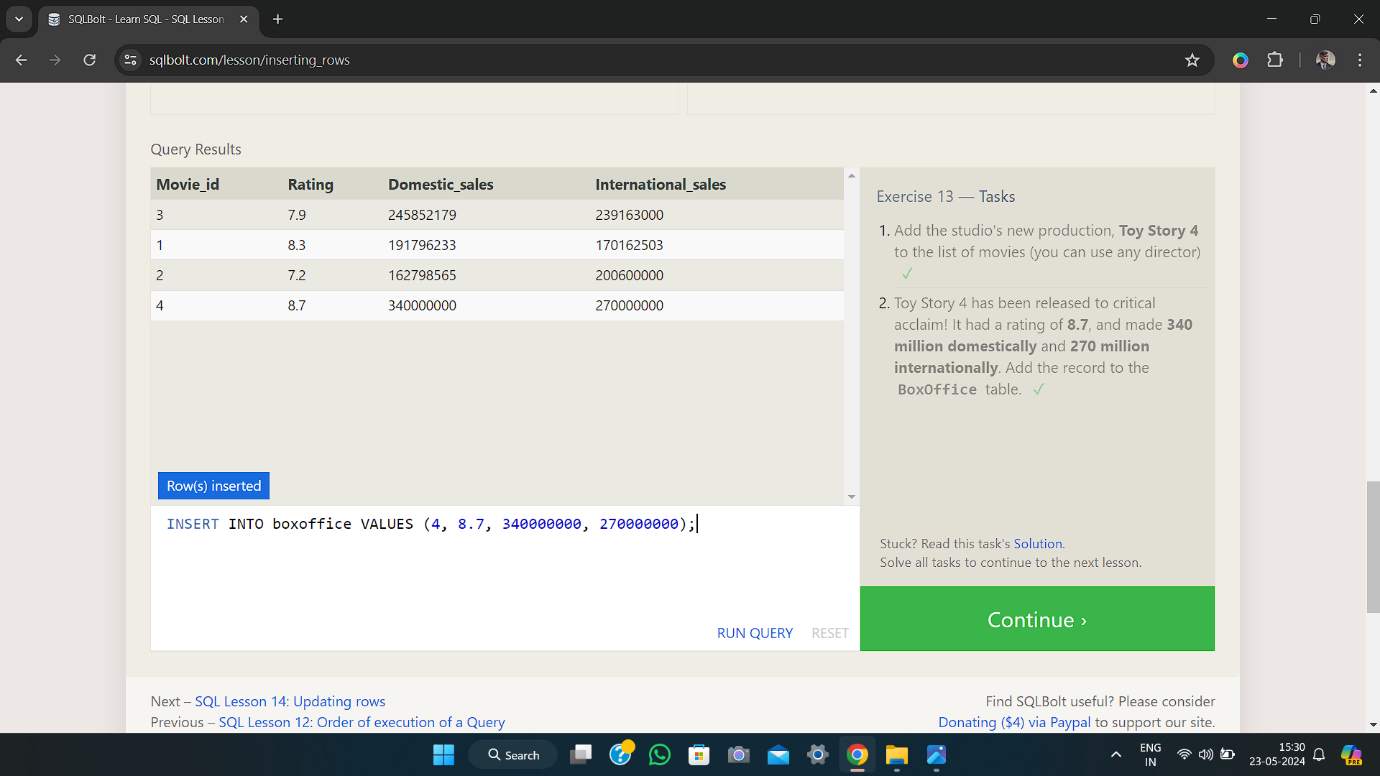 SQLBolt - Learn SQL - SQL Lesson
sqlbolt.com/lesson/inserting_rows
Query Results
Movie_id Rating Domestic_sales International_sales
3 7.9 245852179 239163000
1 8.3 191796233 170162503
2 7.2 162798565 200600000
4 8.7 340000000 270000000
Row(s) inserted
INSERT INTO boxoffice VALUES (4, 8.7, 340000000, 270000000);
RUN QUERY RESET
Exercise 13 — Tasks
1. Add the studio's new production, Toy Story 4
to the list of movies (you can use any director)
✓
2. Toy Story 4 has been released to critical
acclaim! It had a rating of 8.7, and made 340
million domestically and 270 million
internationally. Add the record to the
BoxOffice table. ✓
Stuck? Read this task's Solution.
Solve all tasks to continue to the next lesson.
Continue ›
Next – SQL Lesson 14: Updating rows
Previous – SQL Lesson 12: Order of execution of a Query
Find SQLBolt useful? Please consider
Donating ($4) via Paypal to support our site.
Search
ENG
IN
15:30
23-05-2024
PRE